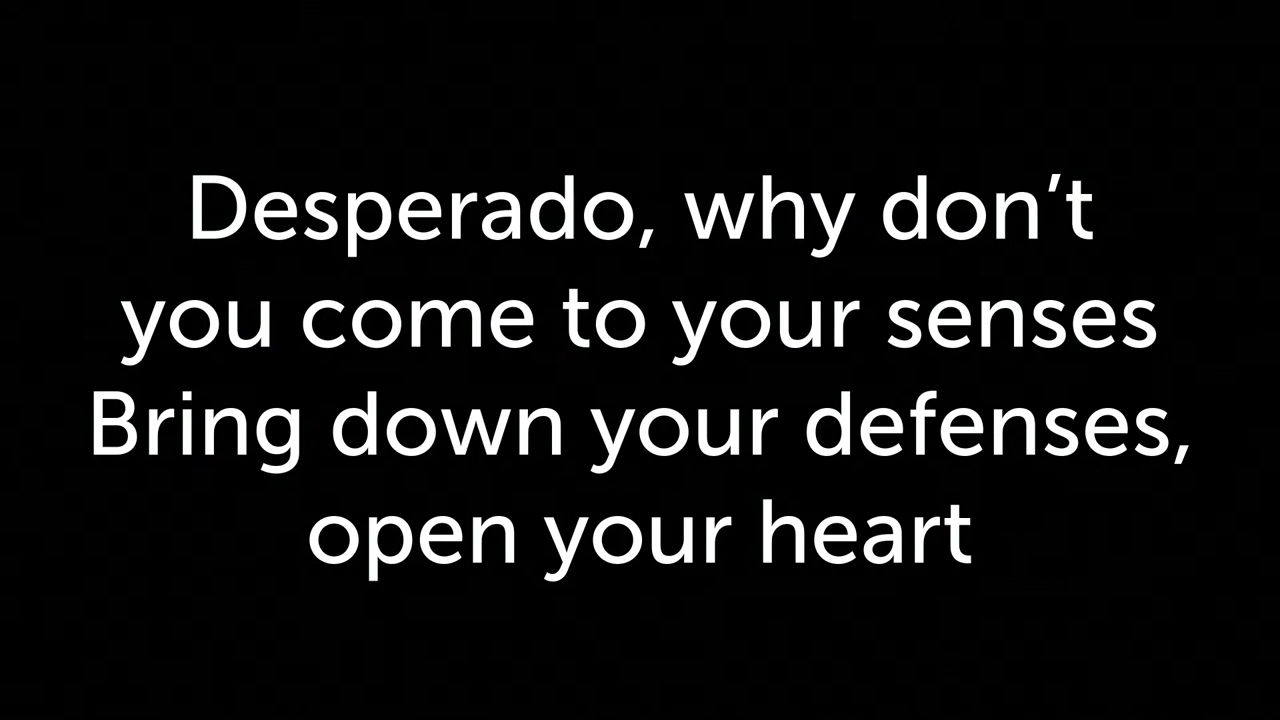 Desperado, why don’t
you come to your senses
Bring down your defenses,
open your heart